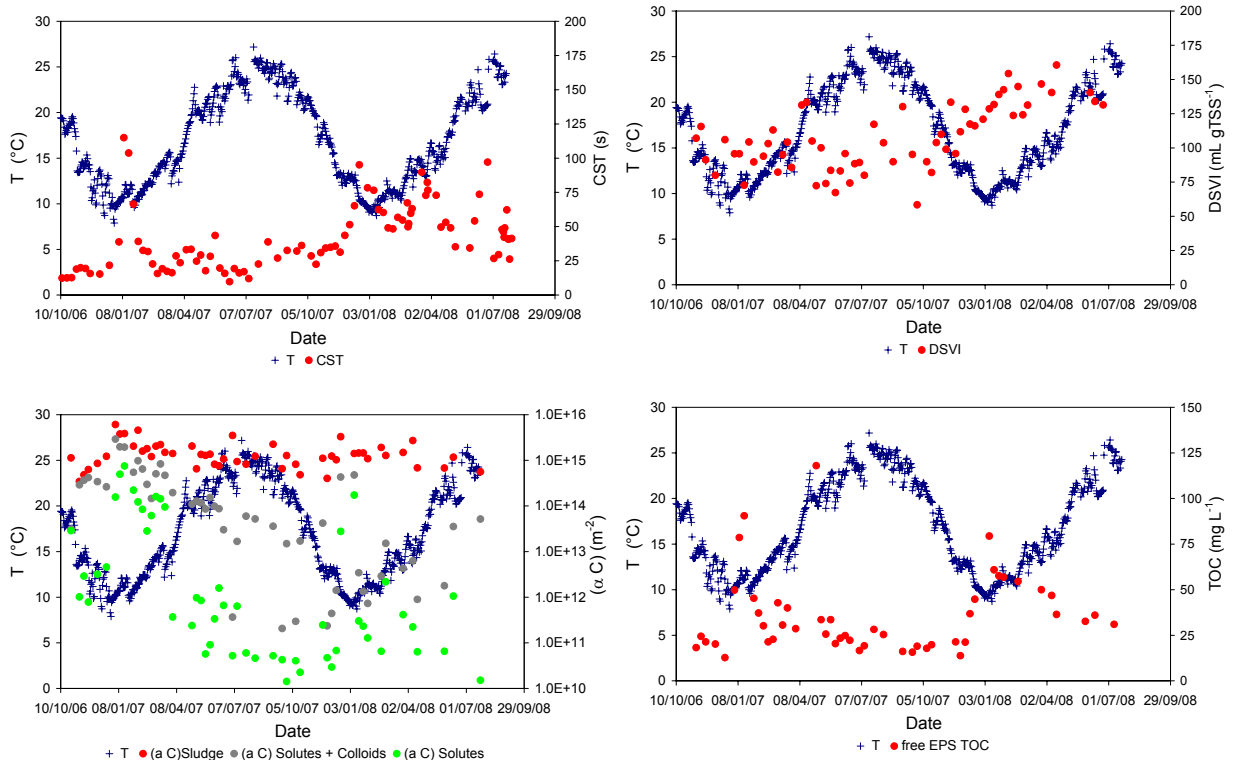 30
25
20
15
10
5
0
T (°C)
200
175
150
125
100
75
50
25
0
CST (s)
10/10/06 08/01/07 08/04/07 07/07/07 05/10/07 03/01/08 02/04/08 01/07/08 29/09/08
Date
T CST
30
25
20
15
10
5
0
T (°C)
200
150
100
50
0
DSVI (mL gTSS-1)
10/10/06 08/01/07 08/04/07 07/07/07 05/10/07 03/01/08 02/04/08 01/07/08 29/09/08
Date
T DSVI
30
25
20
15
10
5
0
T (°C)
1.0E+16
1.0E+15
1.0E+14
1.0E+13
1.0E+12
1.0E+11
1.0E+10
(α C) (m-2)
10/10/06 08/01/07 08/04/07 07/07/07 05/10/07 03/01/08 02/04/08 01/07/08 29/09/08
Date
T (a C)Sludge (a C) Solutes + Colloids (a C) Solutes
30
25
20
15
10
5
0
T (°C)
150
100
50
0
TOC (mg L-1)
10/10/06 08/01/07 08/04/07 07/07/07 05/10/07 03/01/08 02/04/08 01/07/08 29/09/08
Date
T free EPS TOC